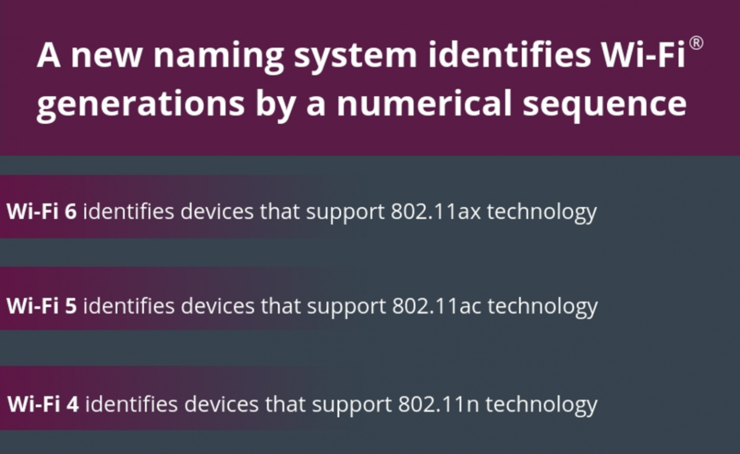 A new naming system identifies Wi-Fi®
generations by a numerical sequence
Wi-Fi 6 identifies devices that support 802.11ax technology
Wi-Fi 5 identifies devices that support 802.11ac technology
Wi-Fi 4 identifies devices that support 802.11n technology